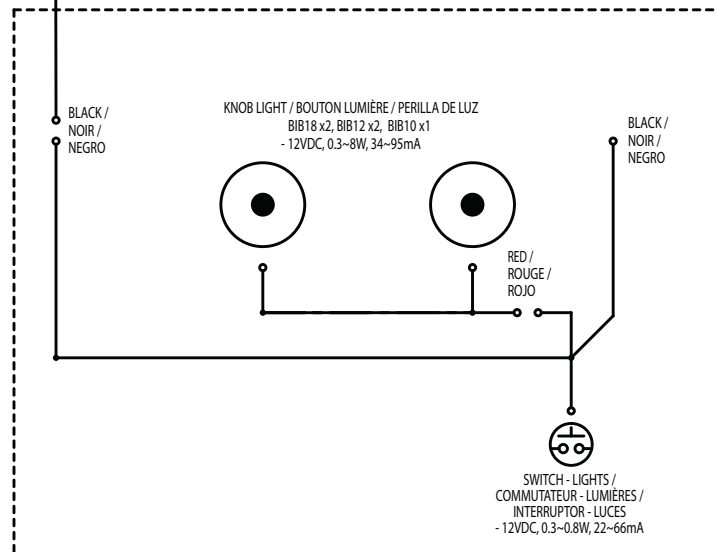 BLACK /
NOIR /
NEGRO
KNOB LIGHT / BOUTON LUMIÈRE / PERILLA DE LUZ
BIB18 x2, BIB12 x2, BIB10 x1
- 12VDC, 0.3~8W, 34~95mA
BLACK /
NOIR /
NEGRO
RED /
ROUGE /
ROJO
SWITCH - LIGHTS /
COMMUTATEUR - LUMIÈRES /
INTERRUPTOR - LUCES
- 12VDC, 0.3~0.8W, 22~66mA